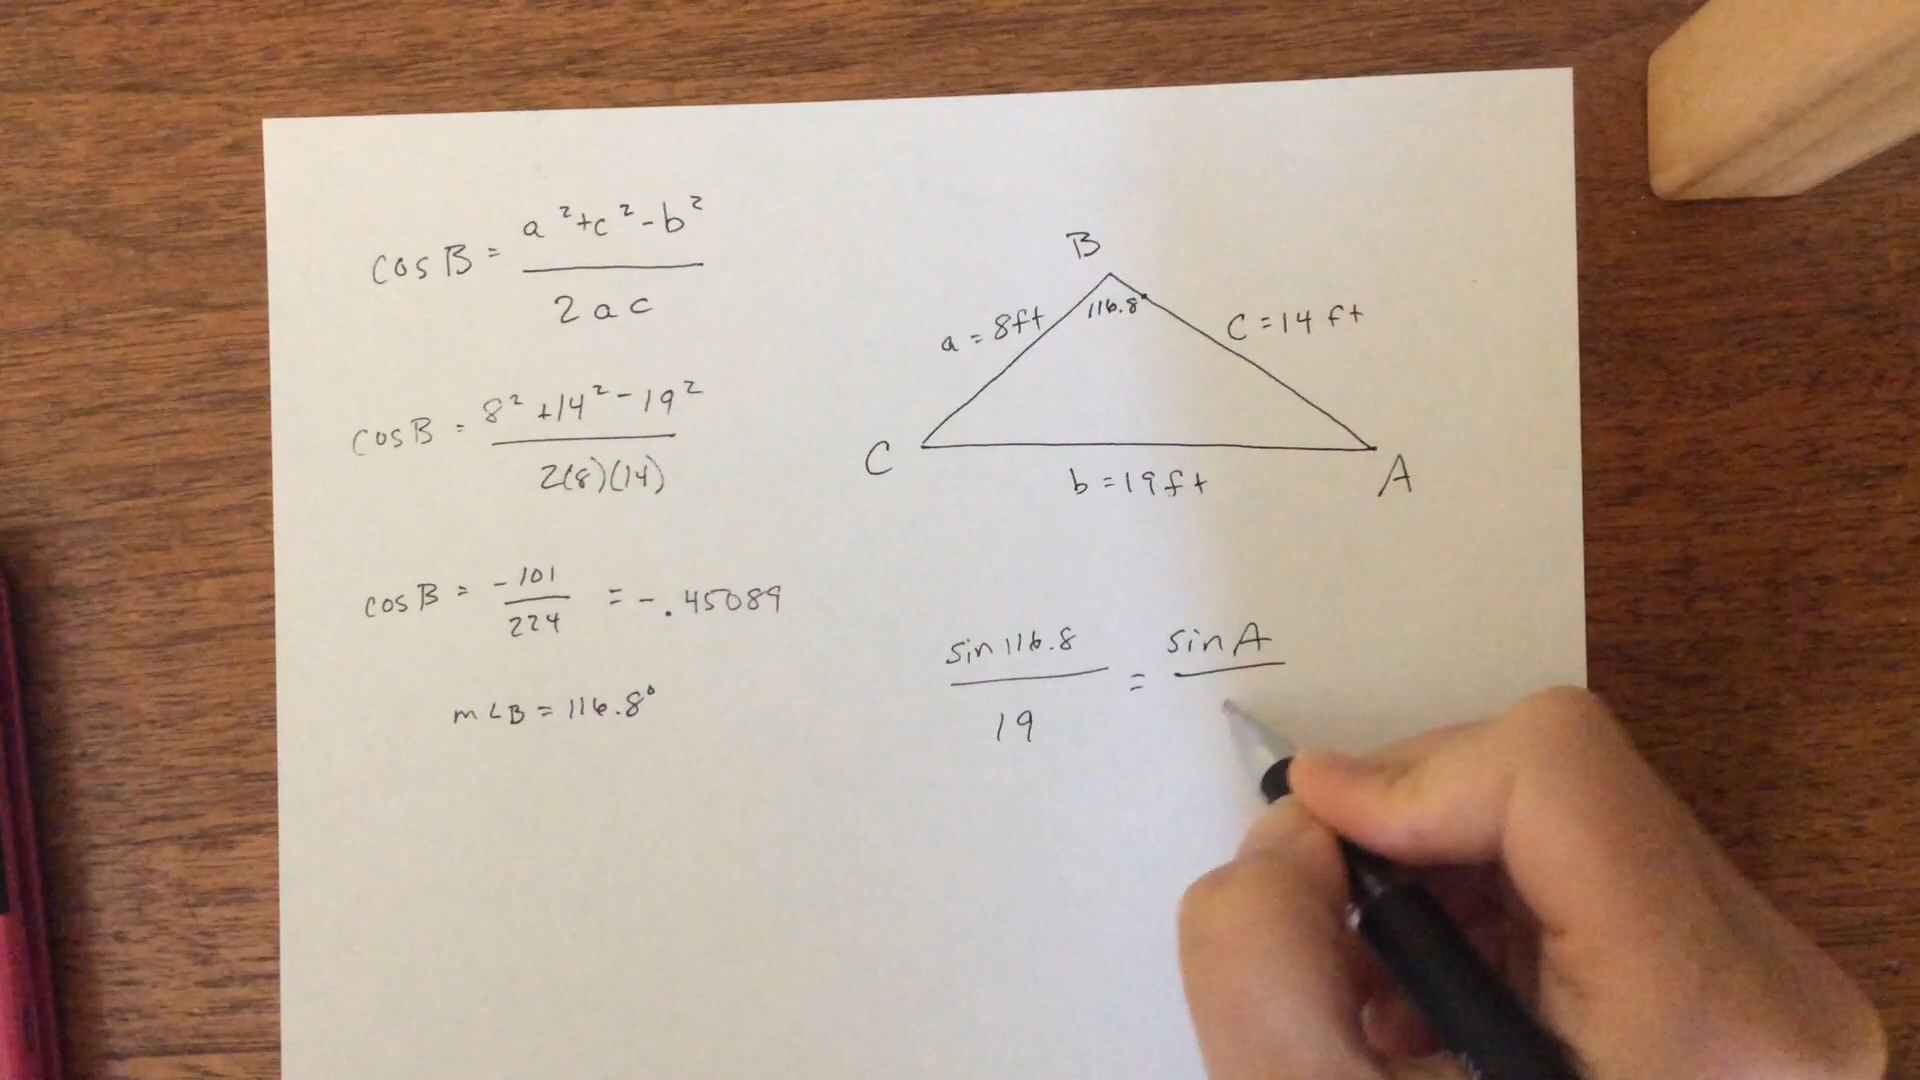 cos B = a²+c²-b² / 2ac
cos B = 8²+14²-19² / 2(8)(14)
cos B = -101 / 224 = -.45089
m∠B = 116.8°
B
116.8°
a = 8ft
c = 14 ft
C
A
b = 19ft
sin 116.8 / 19 = sin A